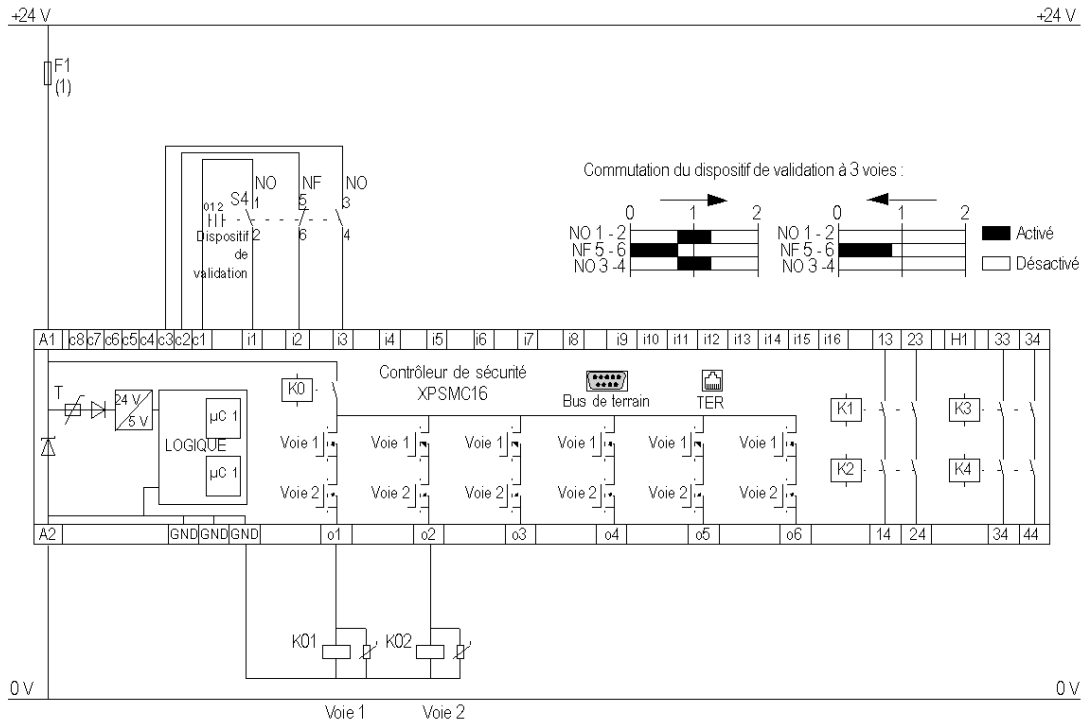 +24 V +24 V
F1
(1)
NO NF NO
S4 1 5 3
0 1 2
2 6 4
Dispositif
de
validation
Commutation du dispositif de validation à 3 voies :
0 1 2 0 1 2
NO 1 - 2 NO 1 - 2
NF 5 - 6 NF 5 - 6
NO 3 -4 NO 3 -4
Activé
Désactivé
A1 c8 c7 c6 c5 c4 c3 c2 c1 i1 i2 i3 i4 i5 i6 i7 i8 i9 i10 i11 i12 i13 i14 i15 i16 13 23 H1 33 34
T
24 V
5 V
LOGIQUE
µC 1
µC 1
K0
Contrôleur de sécurité
XPSMC16
Bus de terrain
TER
K1 K3
K2 K4
Voie 1 Voie 1 Voie 1 Voie 1 Voie 1 Voie 1
Voie 2 Voie 2 Voie 2 Voie 2 Voie 2 Voie 2
A2 GND GND GND o1 o2 o3 o4 o5 o6 14 24 34 44
K01 K02
0 V 0 V
Voie 1 Voie 2